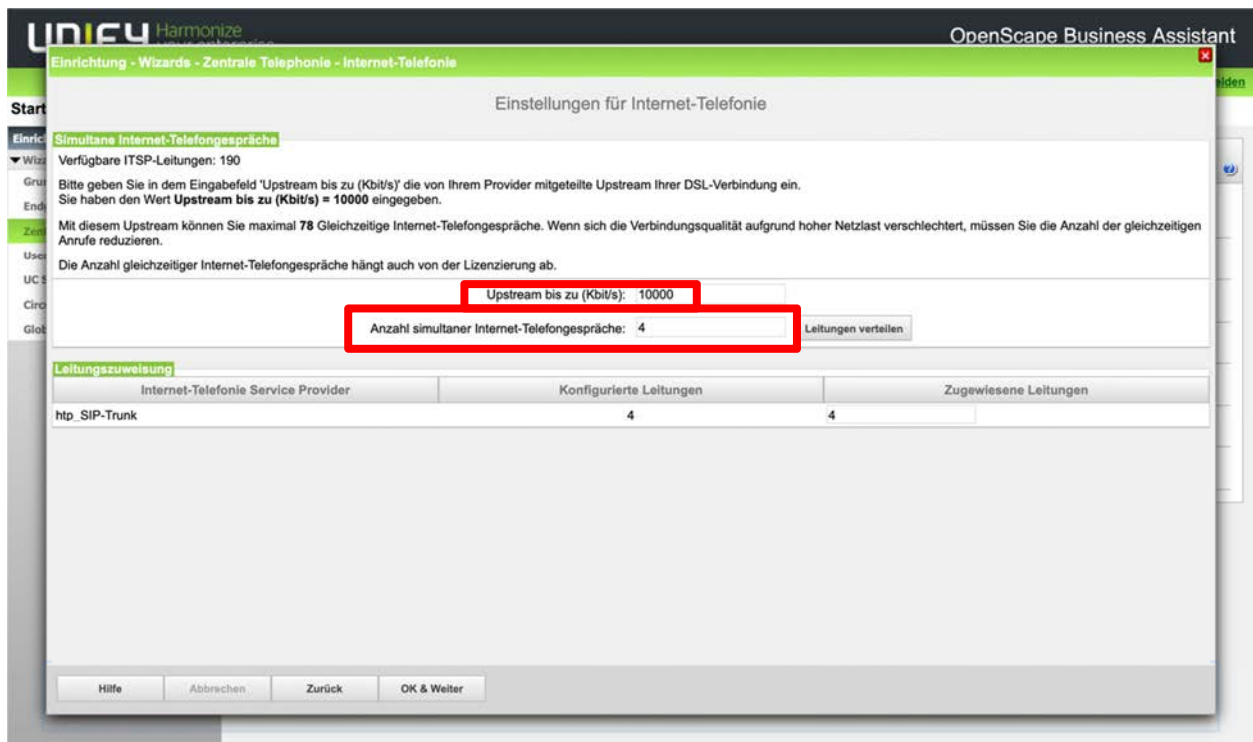 UNIFY Harmonize
OpenScape Business Assistant
Einrichtung - Wizards - Zentrale Telephonie - Internet-Telefonie
Start
Einstellungen für Internet-Telefonie
Simultane Internet-Telefongespräche
Verfügbare ITSP-Leitungen: 190
Bitte geben Sie in dem Eingabefeld 'Upstream bis zu (Kbit/s)' die von Ihrem Provider mitgeteilte Upstream Ihrer DSL-Verbindung ein.
Sie haben den Wert Upstream bis zu (Kbit/s) = 10000 eingegeben.
Mit diesem Upstream können Sie maximal 78 Gleichzeitige Internet-Telefongespräche. Wenn sich die Verbindungsqualität aufgrund hoher Netzlast verschlechtert, müssen Sie die Anzahl der gleichzeitigen
Anrufe reduzieren.
Die Anzahl gleichzeitiger Internet-Telefongespräche hängt auch von der Lizenzierung ab.
Upstream bis zu (Kbit/s): 10000
Anzahl simultaner Internet-Telefongespräche: 4 Leitungen verteilen
Leitungszuweisung
Internet-Telefonie Service Provider Konfigurierte Leitungen Zugewiesene Leitungen
htp_SIP-Trunk 4 4
Hilfe Abbrechen Zurück OK & Weiter